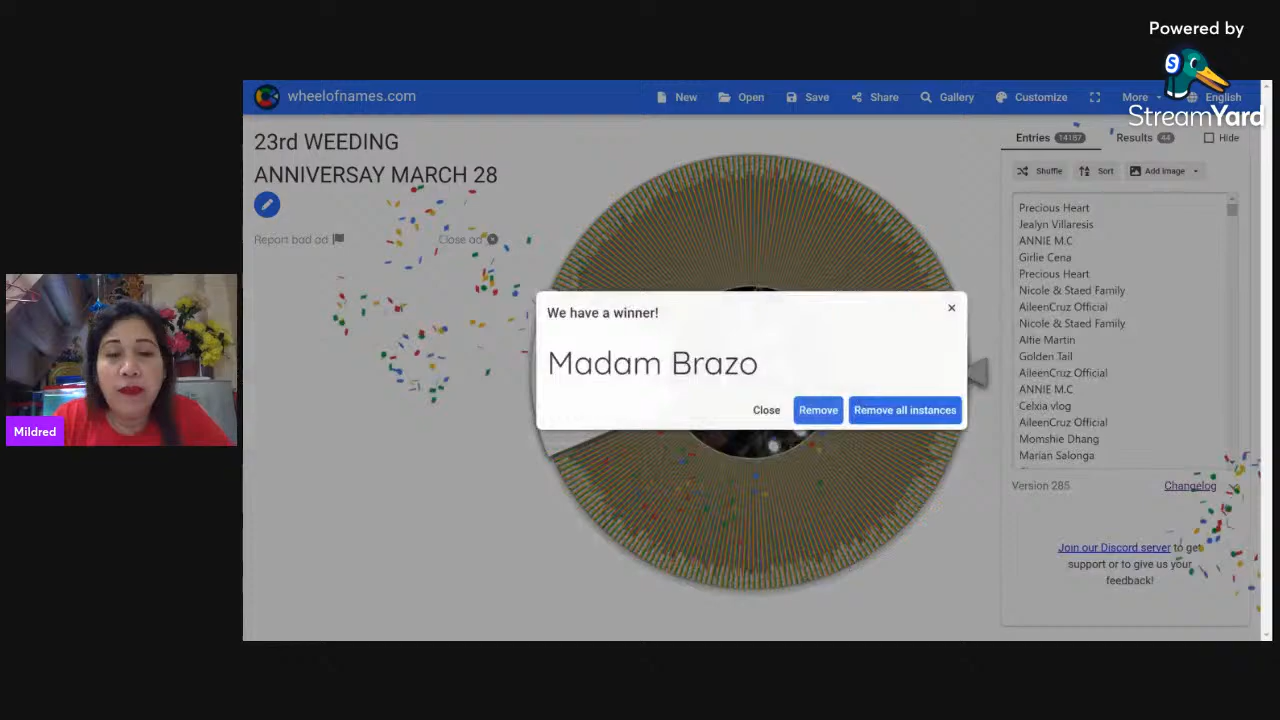 Powered by
StreamYard
wheelofnames.com
New
Open
Save
Share
Gallery
Customize
More
English
23rd WEEDING
ANNIVERSAY MARCH 28
Report bad ad
Close ad
Entries 14187
Results 44
Hide
Shuffle
Sort
Add Image
Precious Heart
Jealyn Villaresis
ANNIE M.C
Girlie Cena
Precious Heart
Nicole & Staed Family
AileenCruz Official
Nicole & Staed Family
Alfie Martin
Golden Tail
AileenCruz Official
ANNIE M.C
Celxia vlog
AileenCruz Official
Momshie Dhang
Marian Salonga
We have a winner!
Madam Brazo
Close
Remove
Remove all instances
Version 285
Changelog
Join our Discord server to get
support or to give us your
feedback!
Mildred